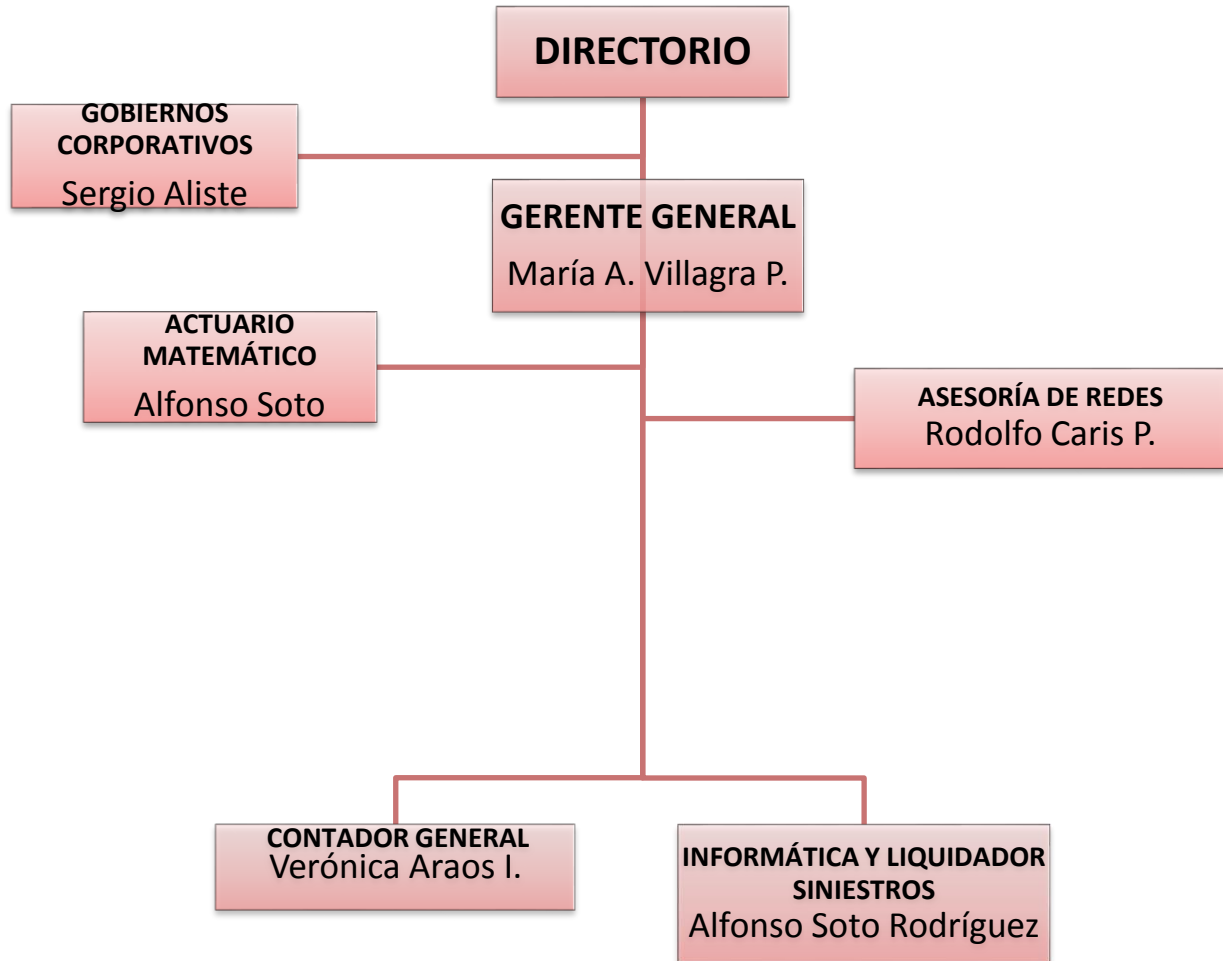 DIRECTORIO
GOBIERNOS
CORPORATIVOS
Sergio Aliste
GERENTE GENERAL
María A. Villagra P.
ACTUARIO
MATEMÁTICO
Alfonso Soto
ASESORÍA DE REDES
Rodolfo Caris P.
CONTADOR GENERAL
Verónica Araos I.
INFORMÁTICA Y LIQUIDADOR
SINIESTROS
Alfonso Soto Rodríguez